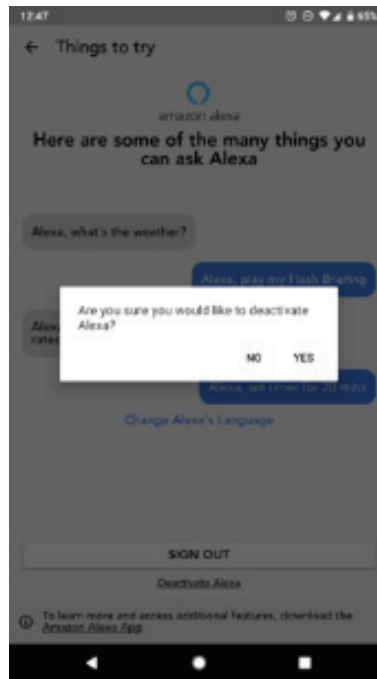 12:47
65%
Things to try
amazon alexa
Here are some of the many things you
can ask Alexa
Alexa, what's the weather?
Alexa, play my Flash Briefing
Are you sure you would like to deactivate
Alexa?
Alexa
rated
NO YES
Alexa, set timer for 20 mins
Change Alexa's Language
SIGN OUT
Deactivate Alexa
To learn more and access additional features, download the
Amazon Alexa App